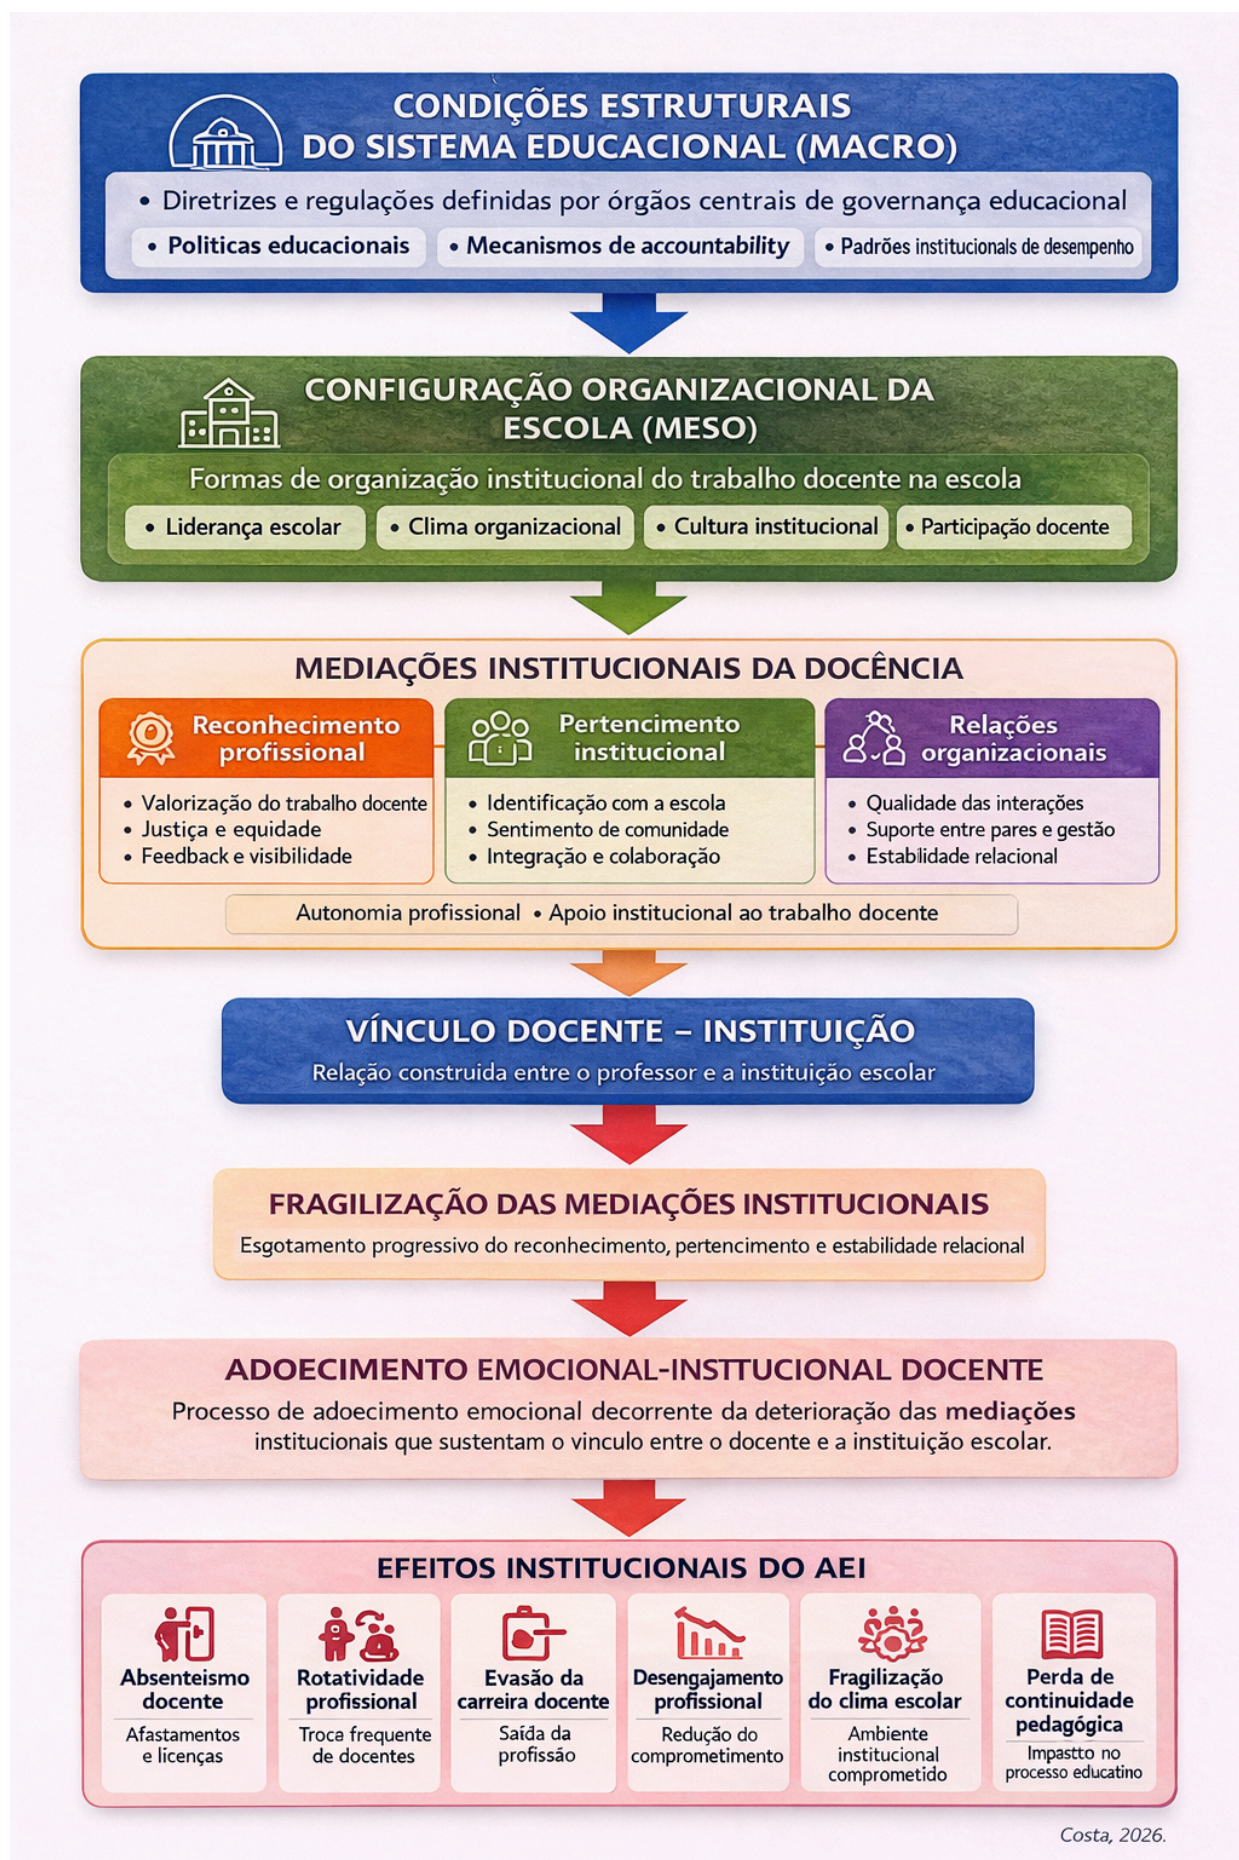 CONDIÇÕES ESTRUTURAIS
DO SISTEMA EDUCACIONAL (MACRO)
• Diretrizes e regulações definidas por órgãos centrais de governança educacional
• Politicas educacionais
• Mecanismos de accountability
• Padrões institucionals de desempenho
CONFIGURAÇÃO ORGANIZACIONAL DA
ESCOLA (MESO)
Formas de organização institucional do trabalho docente na escola
• Liderança escolar
• Clima organizacional
• Cultura institucional
• Participação docente
MEDIAÇÕES INSTITUCIONAIS DA DOCÊNCIA
Reconhecimento
profissional
• Valorização do trabalho docente
• Justiça e equidade
• Feedback e visibilidade
Pertencimento
institucional
• Identificação com a escola
• Sentimento de comunidade
• Integração e colaboração
Relações
organizacionais
• Qualidade das interações
• Suporte entre pares e gestão
• Estabilidade relacional
Autonomia profissional • Apoio institucional ao trabalho docente
VÍNCULO DOCENTE – INSTITUIÇÃO
Relação construida entre o professor e a instituição escolar
FRAGILIZAÇÃO DAS MEDIAÇÕES INSTITUCIONAIS
Esgotamento progressivo do reconhecimento, pertencimento e estabilidade relacional
ADOECIMENTO EMOCIONAL-INSTTUCIONAL DOCENTE
Processo de adoecimento emocional decorrente da deterioração das mediações
institucionais que sustentam o vinculo entre o docente e a instituição escolar.
EFEITOS INSTITUCIONAIS DO AEI
Absenteismo
docente
Afastamentos
e licenças
Rotatividade
profissional
Troca frequente
de docentes
Evasão da
carreira docente
Saída da
profissão
Desengajamento
profissional
Redução do
comprometimento
Fragilização
do clima escolar
Ambiente
institucional
comprometido
Perda de
continuidade
pedagógica
Impastto no
processo educatino
Costa, 2026.